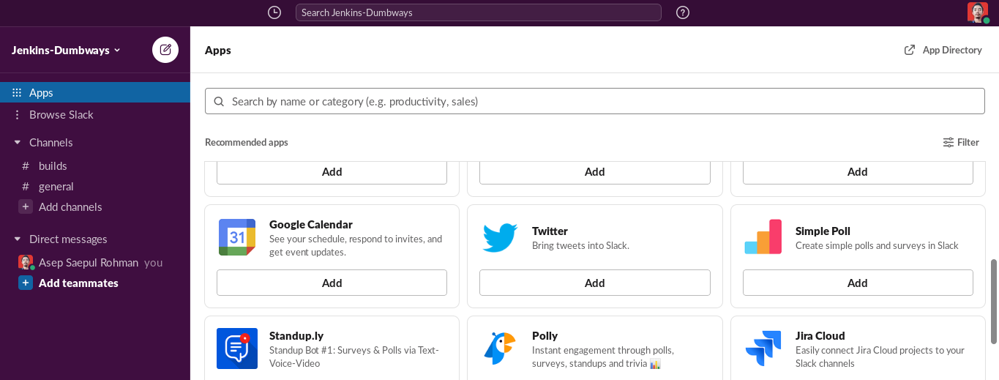 Search Jenkins-Dumbways
Jenkins-Dumbways
Apps
Browse Slack
Channels
# builds
# general
+ Add channels
Direct messages
Asep Saepul Rohman you
+ Add teammates
Apps
App Directory
Search by name or category (e.g. productivity, sales)
Recommended apps
Filter
Add
Add
Add
31
Google Calendar
See your schedule, respond to invites, and
get event updates.
Add
Twitter
Bring tweets into Slack.
Add
Simple Poll
Create simple polls and surveys in Slack
Add
Standup.ly
Standup Bot #1: Surveys & Polls via Text-
Voice-Video
Polly
Instant engagement through polls,
surveys, standups and trivia 📊
Jira Cloud
Easily connect Jira Cloud projects to your
Slack channels